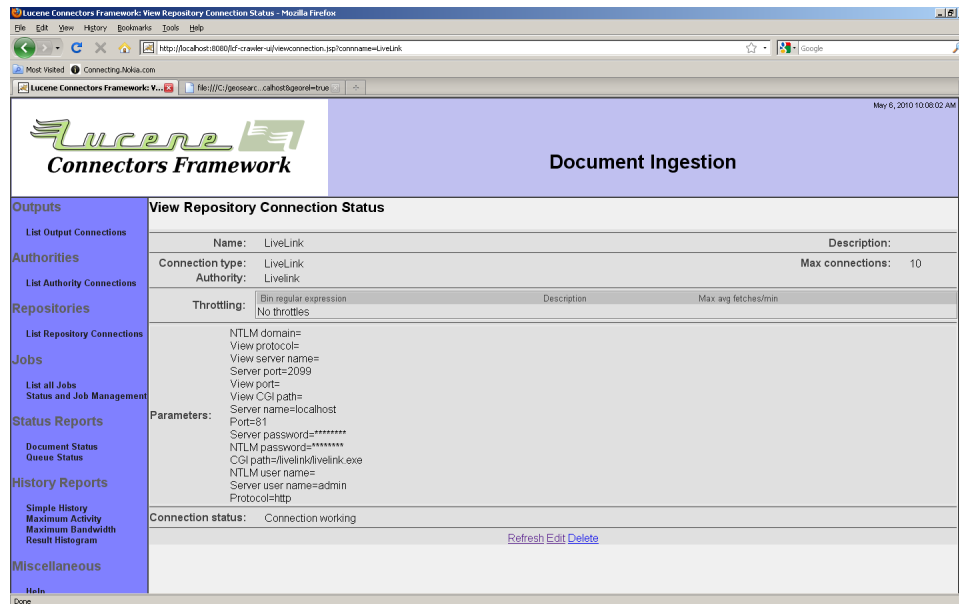 Lucene Connectors Framework: View Repository Connection Status - Mozilla Firefox
File Edit View History Bookmarks Tools Help
http://localhost:8080/lcf-crawler-ui/viewconnection.jsp?connname=LiveLink
Google
Most Visited Connecting.Nokia.com
Lucene Connectors Framework: V... file:///C:/geosearc...calhost&georel=true
May 6, 2010 10:08:02 AM
Lucene
Connectors Framework
Document Ingestion
Outputs
List Output Connections
Authorities
List Authority Connections
Repositories
List Repository Connections
Jobs
List all Jobs
Status and Job Management
Status Reports
Document Status
Queue Status
History Reports
Simple History
Maximum Activity
Maximum Bandwidth
Result Histogram
Miscellaneous
Help
View Repository Connection Status
Name: LiveLink Description:
Connection type: LiveLink Max connections: 10
Authority: Livelink
Throttling:
Bin regular expression Description Max avg fetches/min
No throttles
Parameters:
NTLM domain=
View protocol=
View server name=
Server port=2099
View port=
View CGI path=
Server name=localhost
Port=81
Server password=********
NTLM password=********
CGI path=/livelink/livelink.exe
NTLM user name=
Server user name=admin
Protocol=http
Connection status: Connection working
Refresh Edit Delete
Done